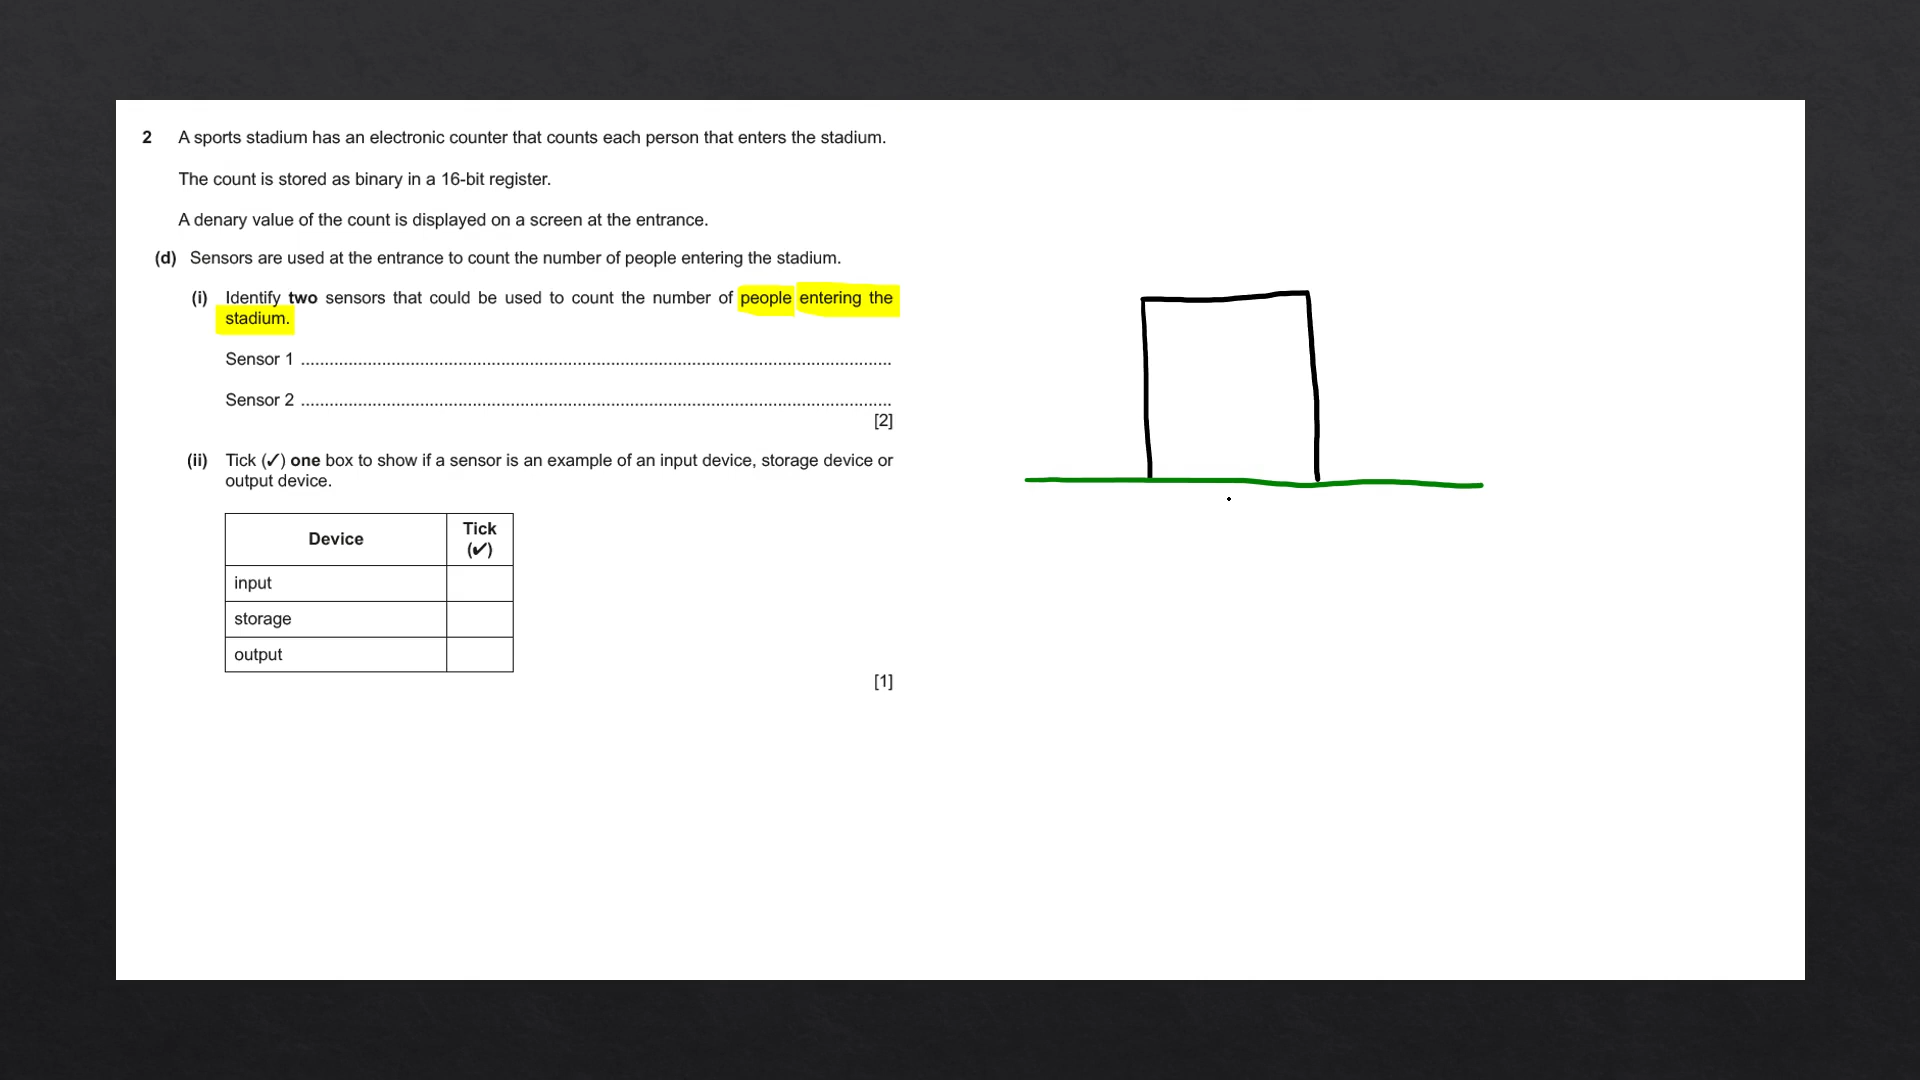 2 A sports stadium has an electronic counter that counts each person that enters the stadium.
The count is stored as binary in a 16-bit register.
A denary value of the count is displayed on a screen at the entrance.
(d) Sensors are used at the entrance to count the number of people entering the stadium.
(i) Identify two sensors that could be used to count the number of people entering the
stadium.
Sensor 1 ..............................................................................................................................
Sensor 2 ..............................................................................................................................
[2]
(ii) Tick (✓) one box to show if a sensor is an example of an input device, storage device or
output device.
Device Tick
(✓)
input
storage
output
[1]